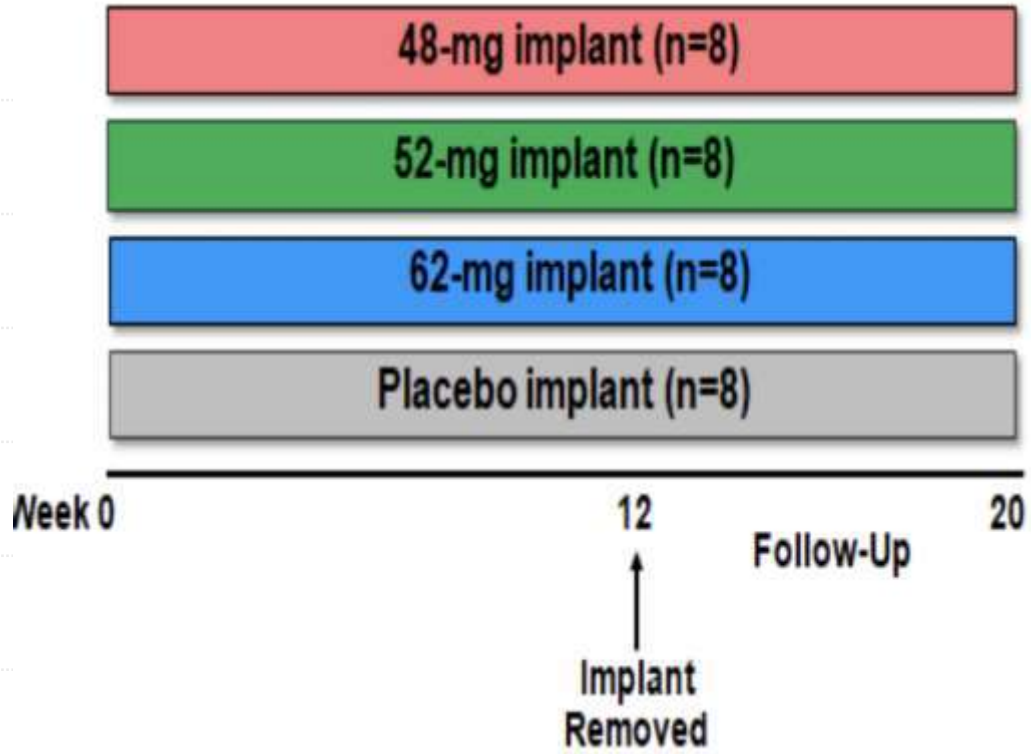 48-mg implant (n=8)
52-mg implant (n=8)
62-mg implant (n=8)
Placebo implant (n=8)
Week 0 12 20
Follow-Up
Implant
Removed